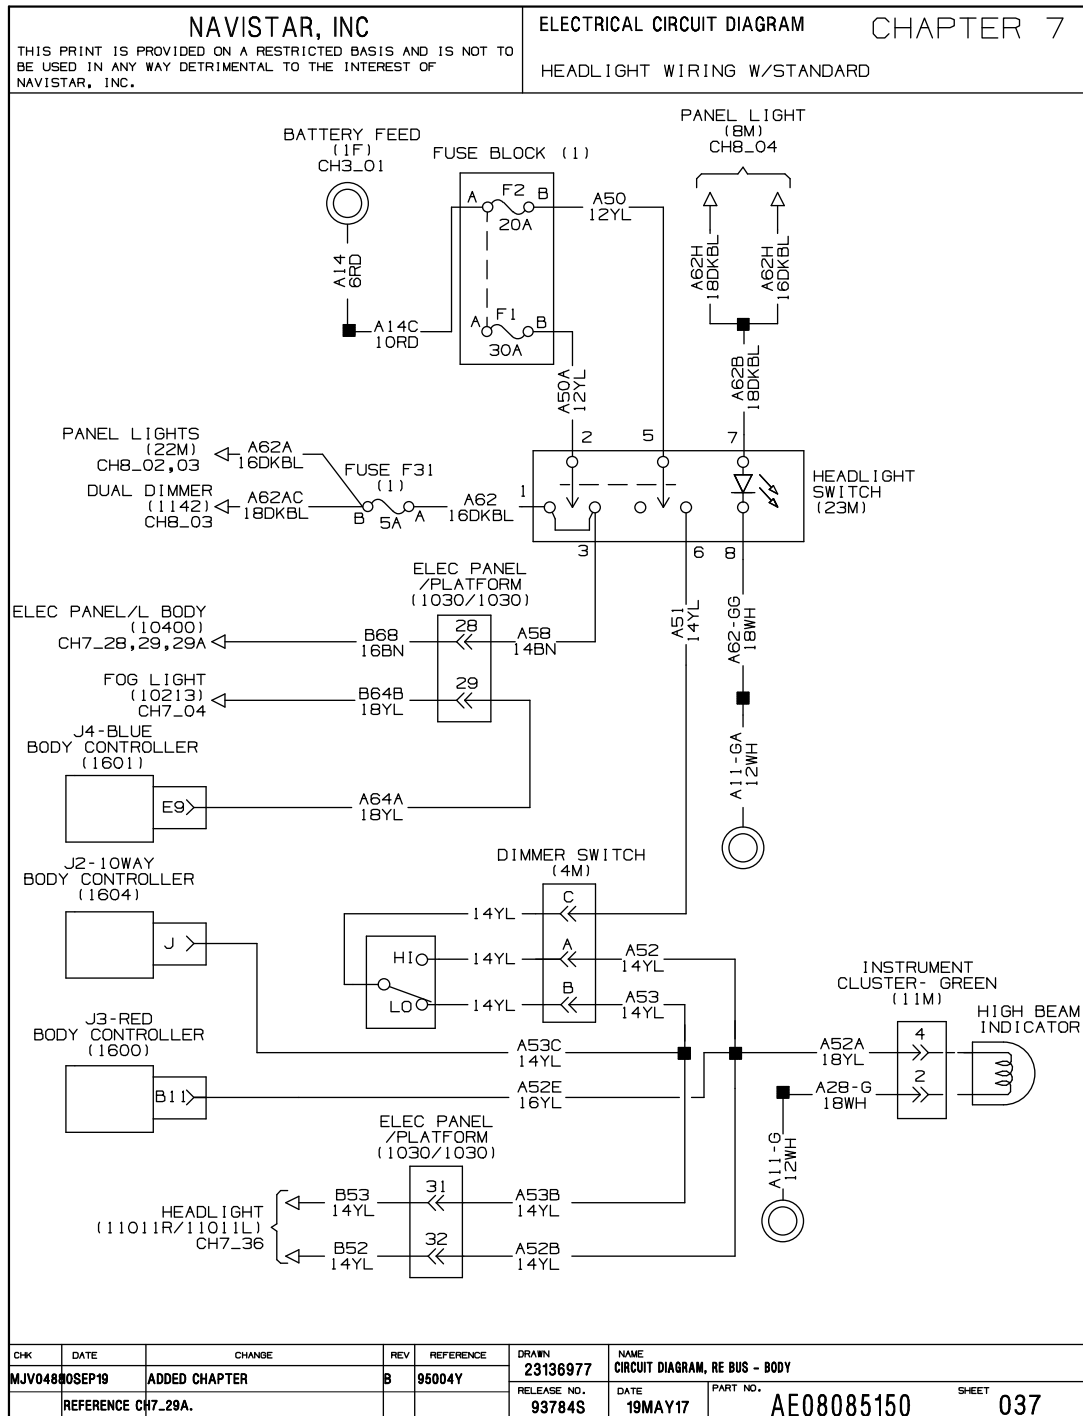 NAVISTAR, INC
THIS PRINT IS PROVIDED ON A RESTRICTED BASIS AND IS NOT TO
BE USED IN ANY WAY DETRIMENTAL TO THE INTEREST OF
NAVISTAR, INC.
ELECTRICAL CIRCUIT DIAGRAM
CHAPTER 7
HEADLIGHT WIRING W/STANDARD
BATTERY FEED
(1F)
CH3_01
FUSE BLOCK (1)
PANEL LIGHT
(8M)
CH8_04
A F2 B
20A
A50
12YL
A14
6RD
A14C
10RD
A F1 B
30A
A62H
18DKBL
A62H
16DKBL
A50A
12YL
A62B
18DKBL
PANEL LIGHTS
(22M)
CH8_02,03
A62A
16DKBL
DUAL DIMMER
(1142)
CH8_03
A62AC
18DKBL
FUSE F31
(1)
B 5A A
A62
16DKBL
2
5
7
1
3
6
8
HEADLIGHT
SWITCH
(23M)
ELEC PANEL
/PLATFORM
(1030/1030)
ELEC PANEL/L BODY
(10400)
CH7_28,29,29A
B68
16BN
28
A58
14BN
A51
14YL
A62-GG
18WH
FOG LIGHT
(10213)
CH7_04
B64B
18YL
29
J4-BLUE
BODY CONTROLLER
(1601)
E9
A64A
18YL
A11-GA
12WH
J2-10WAY
BODY CONTROLLER
(1604)
J
DIMMER SWITCH
(4M)
14YL
C
HI
14YL
A
A52
14YL
LO
14YL
B
A53
14YL
J3-RED
BODY CONTROLLER
(1600)
B11
A53C
14YL
A52E
16YL
INSTRUMENT
CLUSTER- GREEN
(11M)
HIGH BEAM
INDICATOR
A52A
18YL
4
A28-G
18WH
2
A11-G
12WH
ELEC PANEL
/PLATFORM
(1030/1030)
HEADLIGHT
(11011R/11011L)
CH7_36
B53
14YL
31
A53B
14YL
B52
14YL
32
A52B
14YL
CHK DATE CHANGE REV REFERENCE
ADDED CHAPTER B 95004Y
REFERENCE CH7_29A.
DRAWN
23136977
NAME
CIRCUIT DIAGRAM, RE BUS - BODY
RELEASE NO.
93784S
DATE
19MAY17
PART NO.
AE08085150
SHEET
037